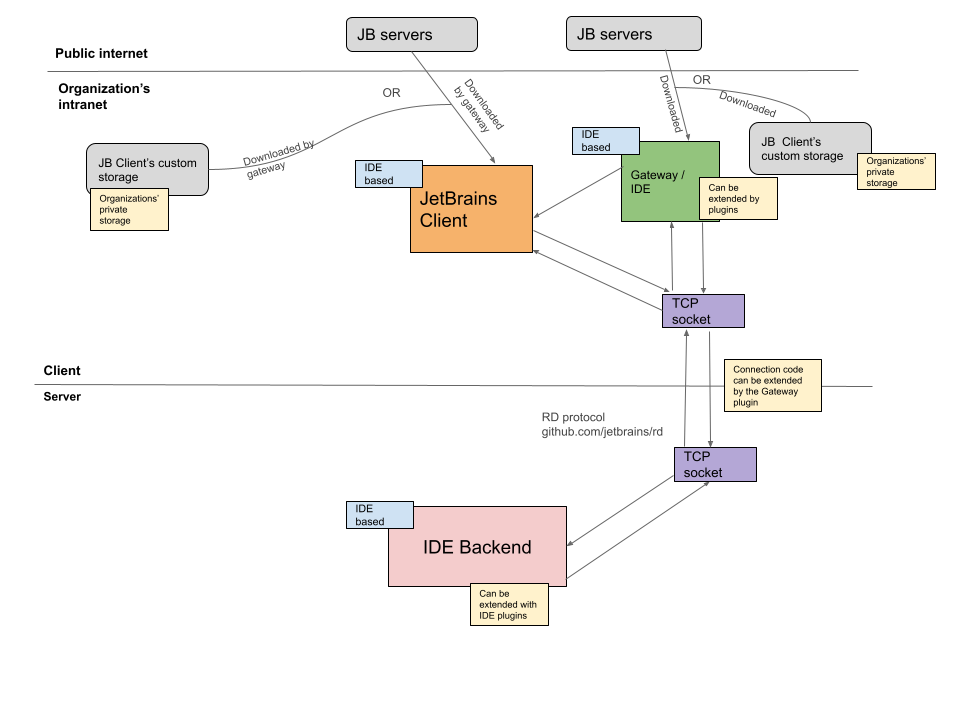 JB servers
JB servers
Public internet
Organization's
intranet
OR
Downloaded
by gateway
OR
Downloaded
Downloaded
JB Client's custom
storage
Organizations'
private
storage
Downloaded by
gateway
IDE
based
JetBrains
Client
IDE
based
Gateway /
IDE
Can be
extended by
plugins
JB  Client's
custom storage
Organizations'
private
storage
TCP
socket
Client
Server
Connection code
can be extended
by the Gateway
plugin
RD protocol
github.com/jetbrains/rd
TCP
socket
IDE
based
IDE Backend
Can be
extended with
IDE plugins